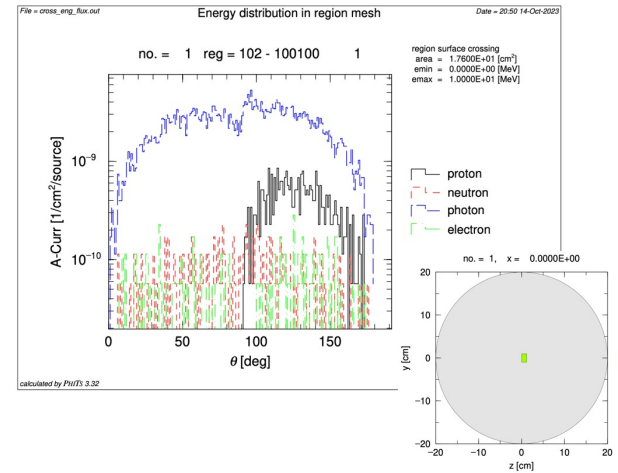 File = cross_eng_flux.out
Energy distribution in region mesh
Date = 20:50 14-Oct-2023
no. = 1 reg = 102 - 100100 1
region surface crossing
area = 1.7600E+01 [cm²]
emin = 0.0000E+00 [MeV]
emax = 1.0000E+01 [MeV]
A-Curr [1/cm²/source]
10⁻⁹
10⁻¹⁰
0 50 100 150
θ [deg]
proton
neutron
photon
electron
calculated by PHITS 3.32
no. = 1, x = 0.0000E+00
y [cm]
20
10
0
−10
−20
−20 −10 0 10 20
z [cm]